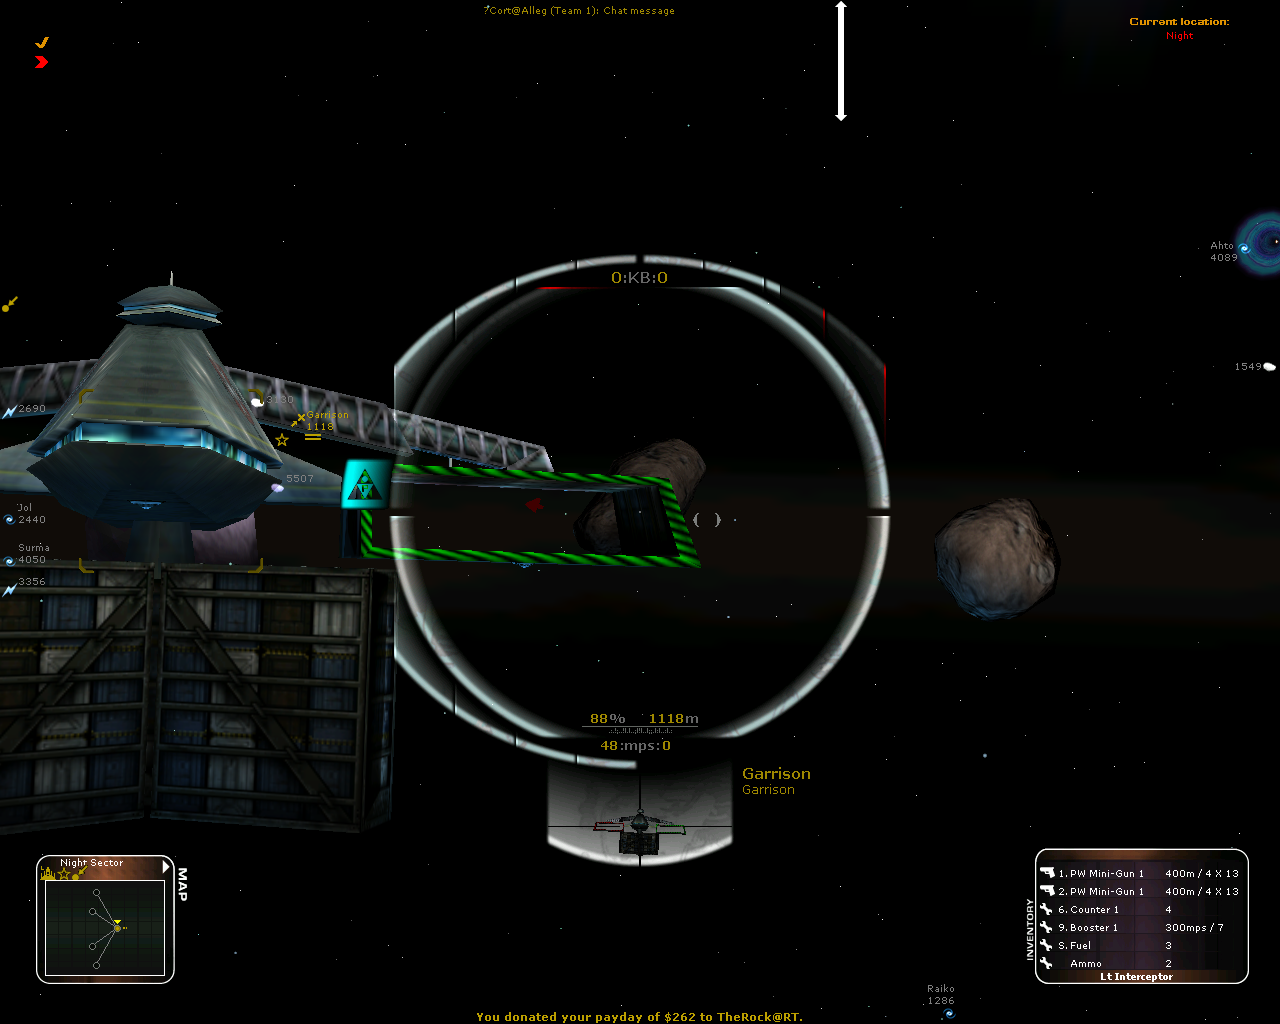 ?Cort@Alleg (Team 1): Chat message
Current location:
Night
0:KB:0
Ahto
4089
1549
2690
3330
Garrison
1118
5507
Jol
2440
Surma
4050
3356
88% 1118m
48:mps:0
Garrison
Garrison
Night Sector
MAP
INVENTORY
1. PW Mini-Gun 1 400m / 4 X 13
2. PW Mini-Gun 1 400m / 4 X 13
6. Counter 1 4
9. Booster 1 300mps / 7
S. Fuel 3
Ammo 2
Lt Interceptor
Raiko
1286
You donated your payday of $262 to TheRock@RT.